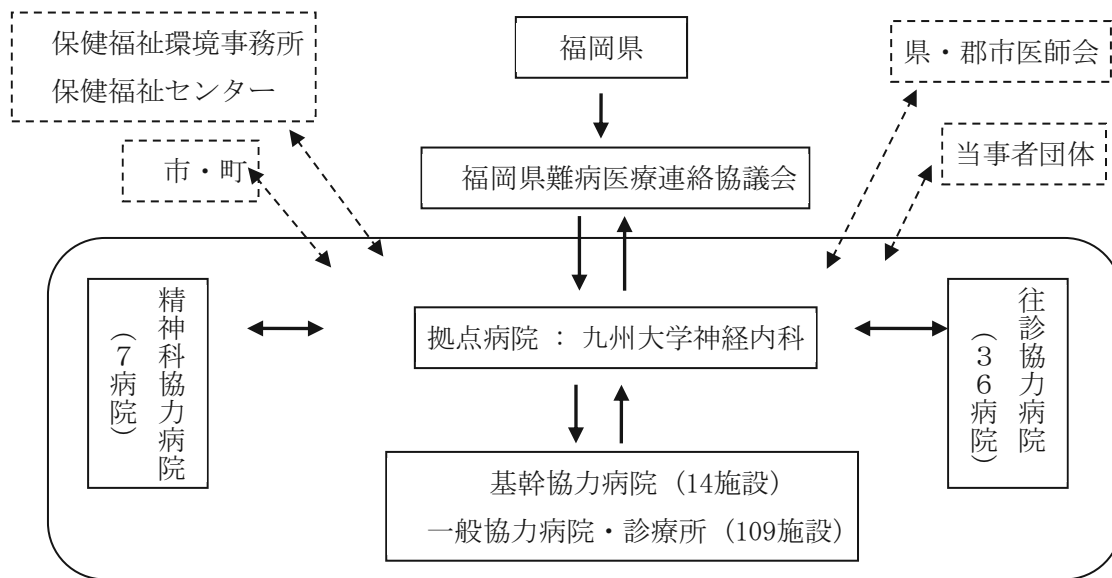 保健福祉環境事務所
保健福祉センター
福岡県
県・郡市医師会
市・町
福岡県難病医療連絡協議会
当事者団体
精神科協力病院
（７病院）
拠点病院 ： 九州大学神経内科
往診協力病院
（３６病院）
基幹協力病院 (14施設)
一般協力病院・診療所 (109施設)